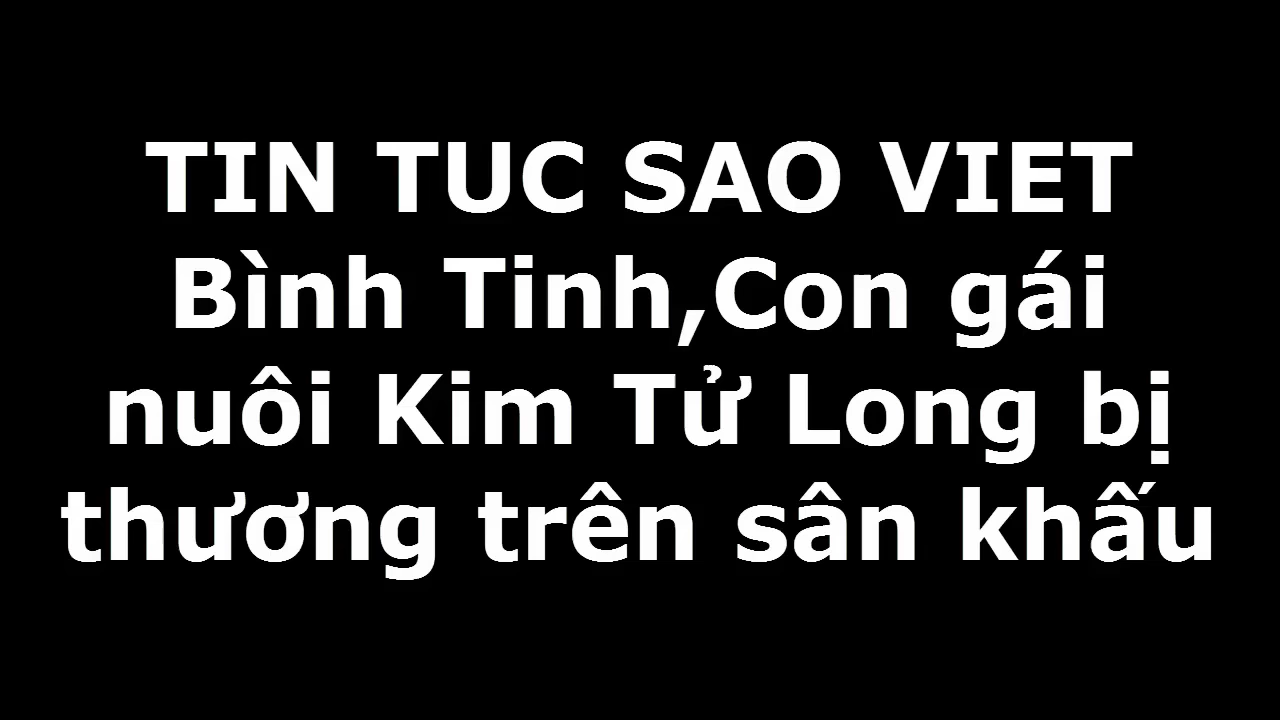 TIN TUC SAO VIET
Bình Tinh,Con gái
nuôi Kim Tử Long bị
thương trên sân khấu